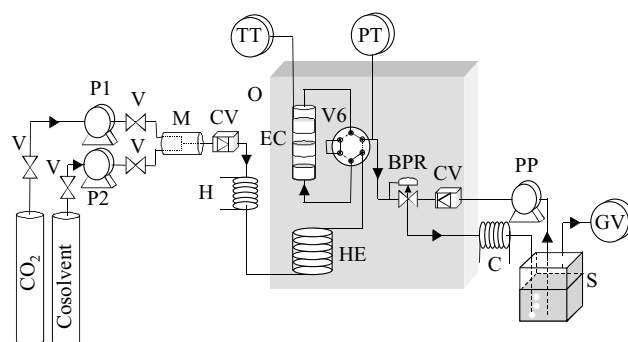 TT
PT
P1
V
M
CV
O
V6
EC
V
V
V
P2
BPR
CV
PP
H
HE
C
GV
S
CO₂
Cosolvent